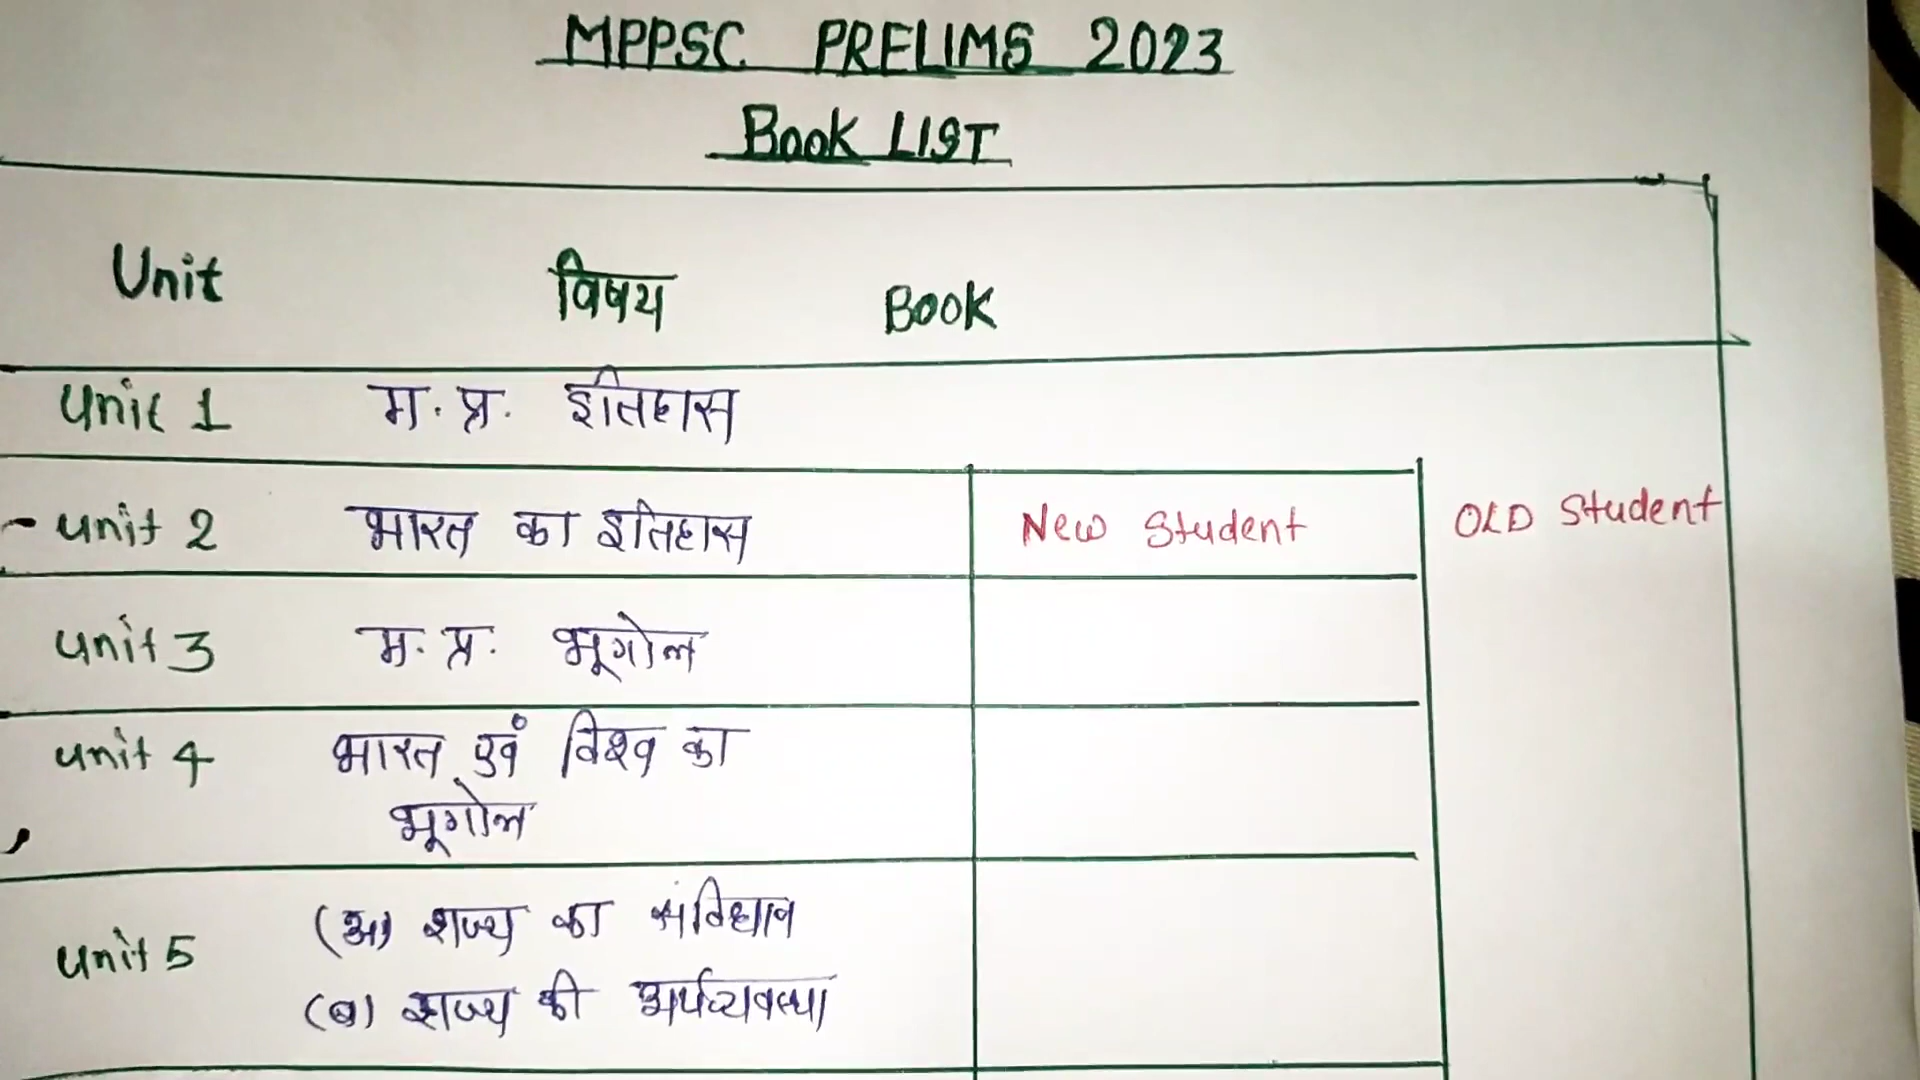 MPPSC PRELIMS 2023
Book LIST
Unit विषय BOOK
Unit 1 म. प्र. इतिहास
unit 2 भारत का इतिहास New Student OLD Student
unit 3 म. प्र. भूगोल
unit 4 भारत एवं विश्व का
भूगोल
unit 5 (अ) राज्य का संविधान
(ब) राज्य की अर्थव्यवस्था